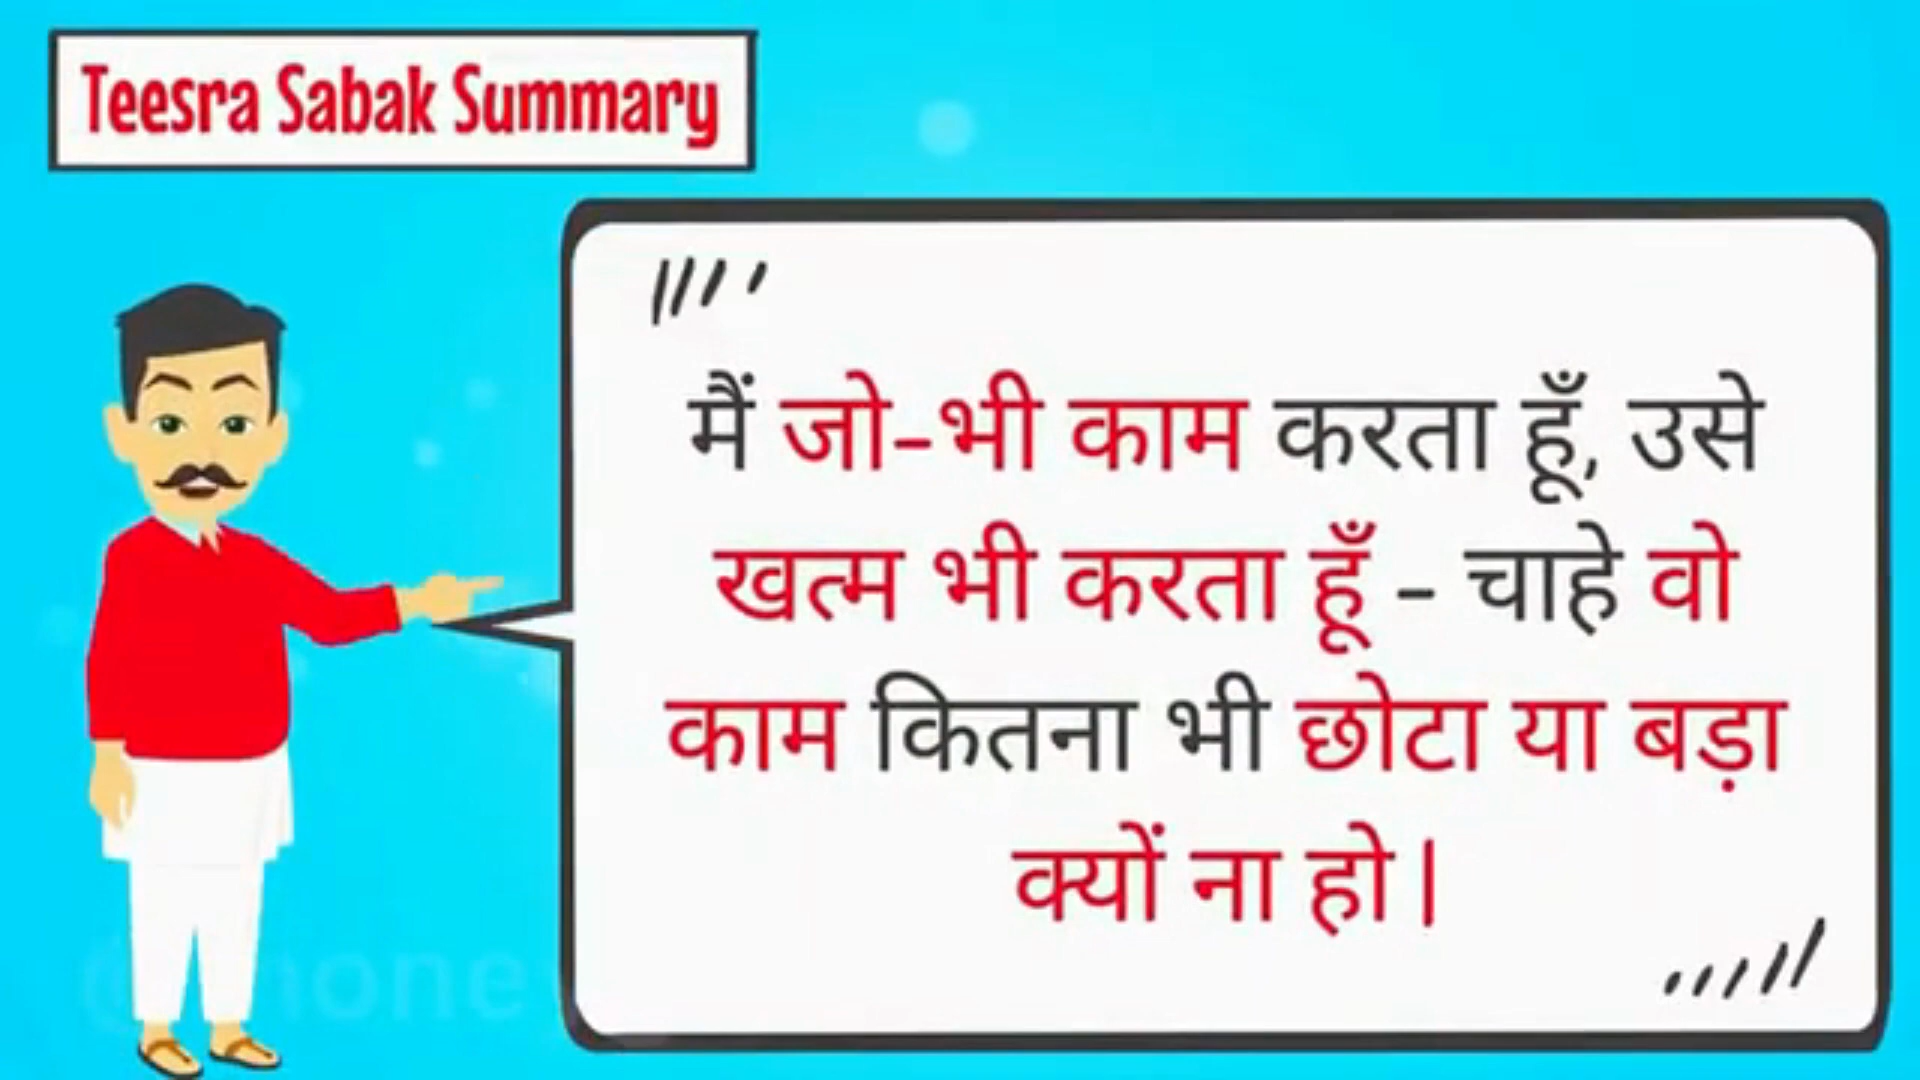 Teesra Sabak Summary
मैं जो-भी काम करता हूँ, उसे
खत्म भी करता हूँ - चाहे वो
काम कितना भी छोटा या बड़ा
क्यों ना हो |